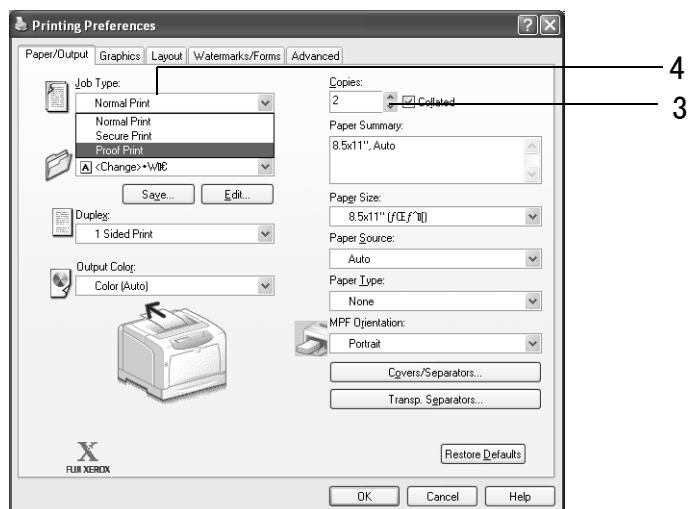 Printing Preferences
Paper/Output Graphics Layout Watermarks/Forms Advanced
Job Type:
Normal Print
Normal Print
Secure Print
Proof Print
<Change>
Save... Edit...
Duplex:
1 Sided Print
Output Color:
Color (Auto)
FUJI XEROX
Copies:
2 Collated
Paper Summary:
8.5x11", Auto
Paper Size:
8.5x11"
Paper Source:
Auto
Paper Type:
None
MPF Orientation:
Portrait
Covers/Separators...
Transp. Separators...
Restore Defaults
OK Cancel Help
4
3